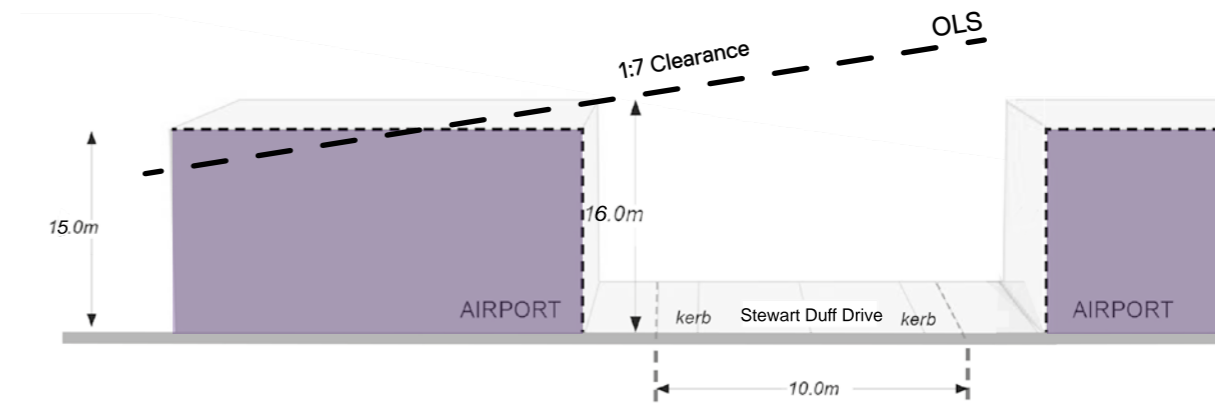 OLS
1:7 Clearance
15.0m
16.0m
AIRPORT
kerb
Stewart Duff Drive
kerb
AIRPORT
10.0m